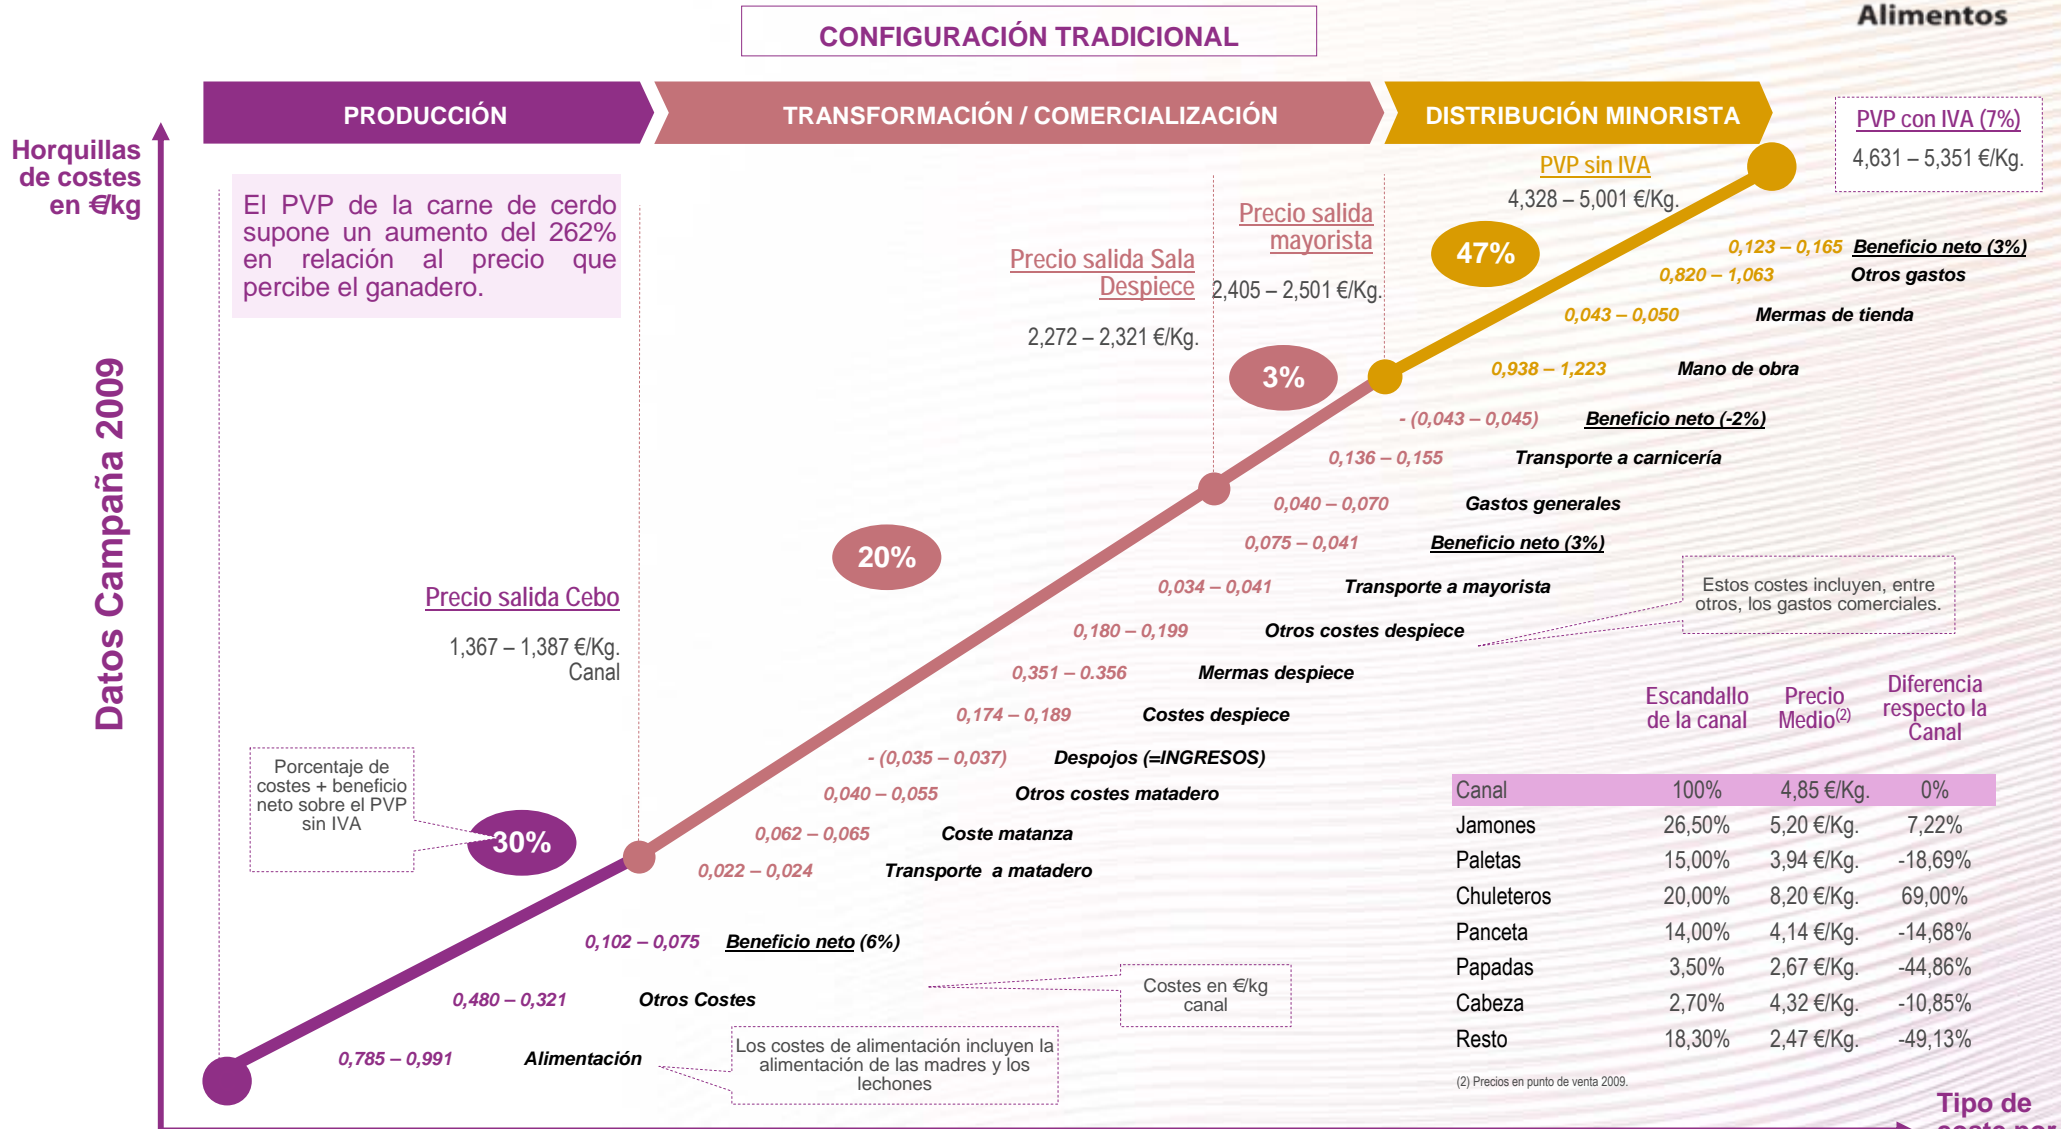 Alimentos
CONFIGURACIÓN TRADICIONAL
PRODUCCIÓN
TRANSFORMACIÓN / COMERCIALIZACIÓN
DISTRIBUCIÓN MINORISTA
PVP con IVA (7%)
4,631 – 5,351 €/Kg.
Horquillas
de costes
en €/kg
Datos Campaña 2009
El PVP de la carne de cerdo
supone un aumento del 262%
en relación al precio que
percibe el ganadero.
PVP sin IVA
4,328 – 5,001 €/Kg.
Precio salida
mayorista
2,405 – 2,501 €/Kg.
Precio salida Sala
Despiece
2,272 – 2,321 €/Kg.
47%
0,123 – 0,165 Beneficio neto (3%)
0,820 – 1,063 Otros gastos
0,043 – 0,050 Mermas de tienda
0,938 – 1,223 Mano de obra
3%
- (0,043 – 0,045) Beneficio neto (-2%)
0,136 – 0,155 Transporte a carnicería
0,040 – 0,070 Gastos generales
0,075 – 0,041 Beneficio neto (3%)
20%
0,034 – 0,041 Transporte a mayorista
Estos costes incluyen, entre
otros, los gastos comerciales.
0,180 – 0,199 Otros costes despiece
0,351 – 0.356 Mermas despiece
0,174 – 0,189 Costes despiece
- (0,035 – 0,037) Despojos (=INGRESOS)
0,040 – 0,055 Otros costes matadero
0,062 – 0,065 Coste matanza
0,022 – 0,024 Transporte a matadero
Precio salida Cebo
1,367 – 1,387 €/Kg.
Canal
Porcentaje de
costes + beneficio
neto sobre el PVP
sin IVA
30%
0,102 – 0,075 Beneficio neto (6%)
0,480 – 0,321 Otros Costes
Costes en €/kg
canal
0,785 – 0,991 Alimentación
Los costes de alimentación incluyen la
alimentación de las madres y los
lechones
Escandallo
de la canal
Precio
Medio(2)
Diferencia
respecto la
Canal
Canal 100% 4,85 €/Kg. 0%
Jamones 26,50% 5,20 €/Kg. 7,22%
Paletas 15,00% 3,94 €/Kg. -18,69%
Chuleteros 20,00% 8,20 €/Kg. 69,00%
Panceta 14,00% 4,14 €/Kg. -14,68%
Papadas 3,50% 2,67 €/Kg. -44,86%
Cabeza 2,70% 4,32 €/Kg. -10,85%
Resto 18,30% 2,47 €/Kg. -49,13%
(2) Precios en punto de venta 2009.
Tipo de
coste por